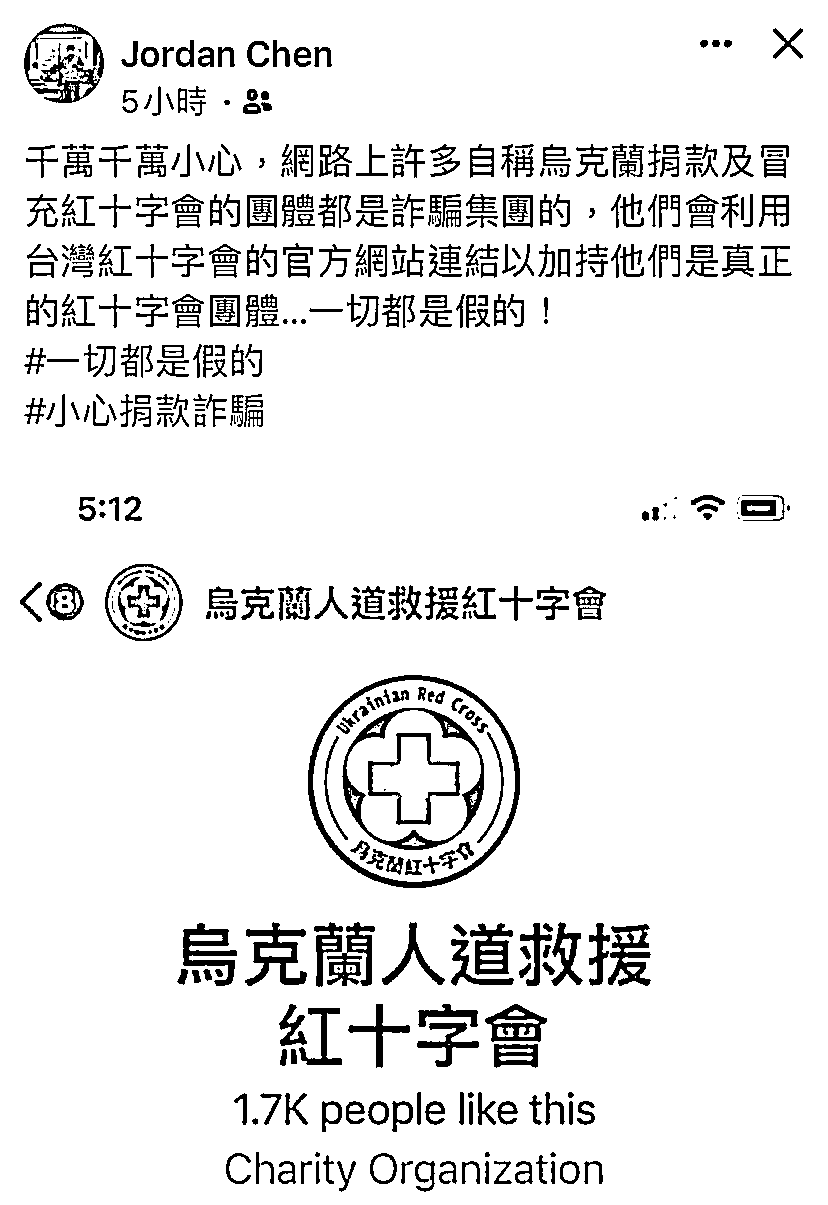 Jordan Chen
5小時
千萬千萬小心，網路上許多自稱烏克蘭捐款及冒
充紅十字會的團體都是詐騙集團的，他們會利用
台灣紅十字會的官方網站連結以加持他們是真正
的紅十字會團體...一切都是假的！
#一切都是假的
#小心捐款詐騙
5:12
8
烏克蘭人道救援紅十字會
Ukrainian Red Cross
烏克蘭紅十字會
烏克蘭人道救援
紅十字會
1.7K people like this
Charity Organization